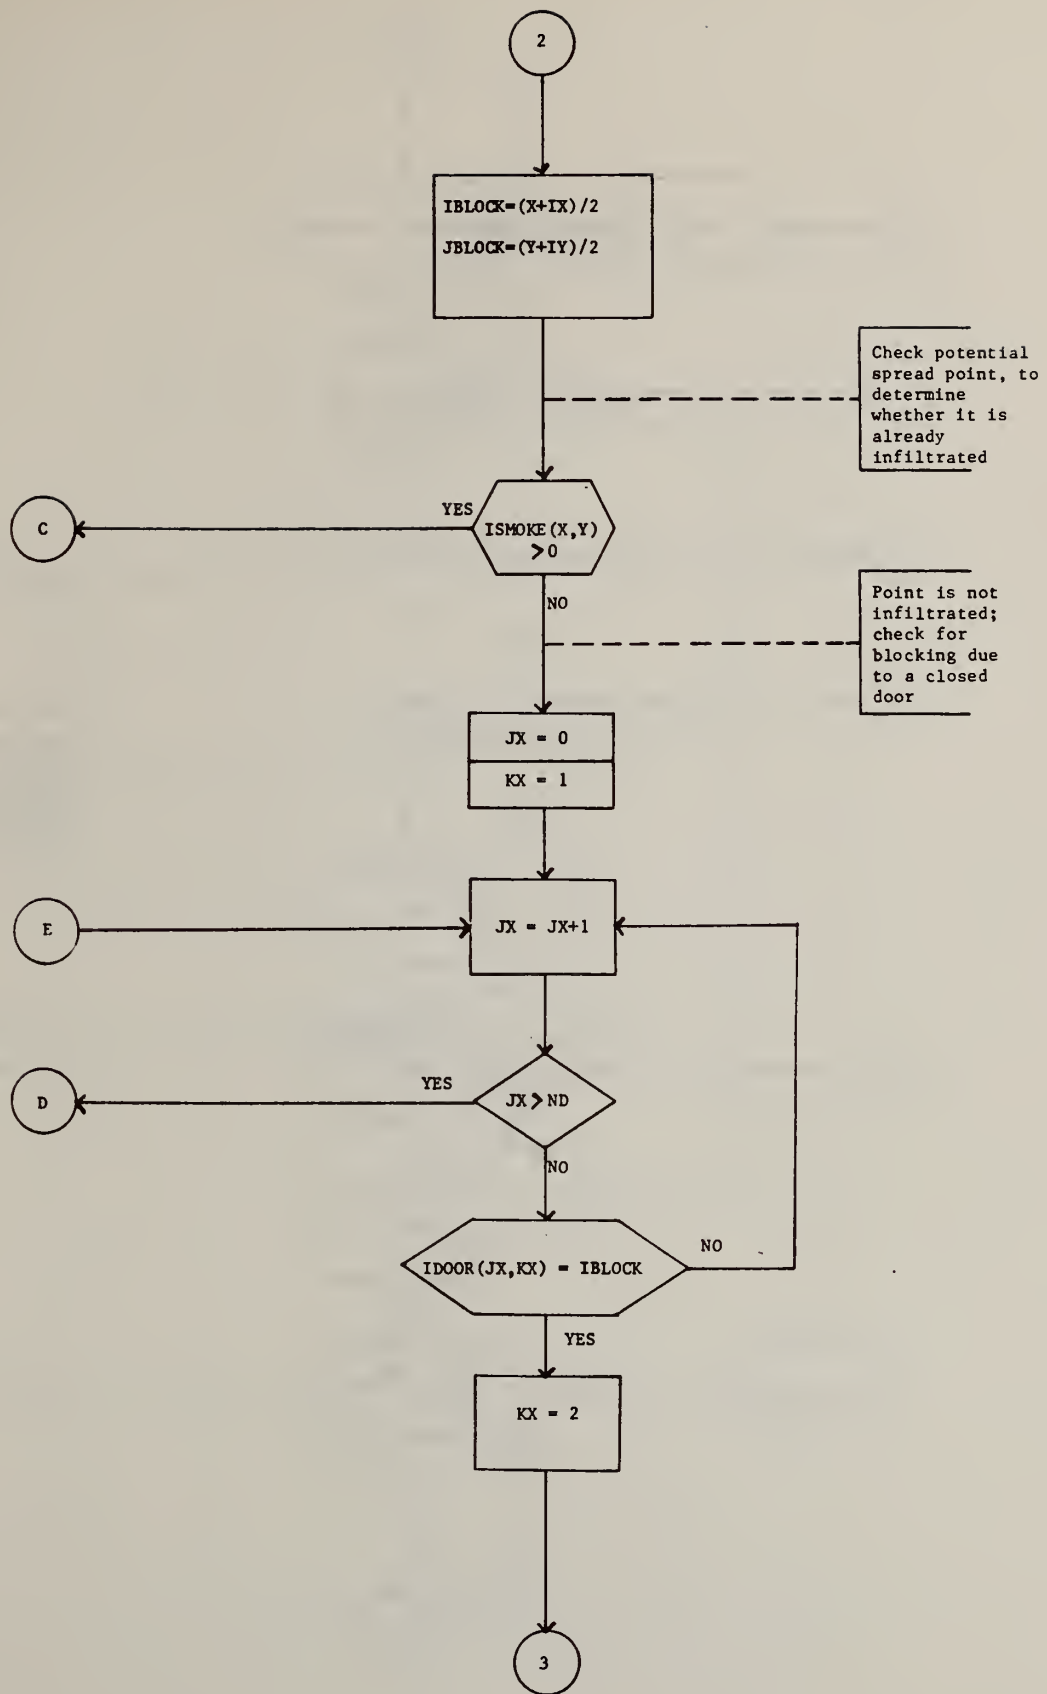 2
IBLOCK=(X+IX)/2
JBLOCK=(Y+IY)/2
Check potential
spread point, to
determine
whether it is
already
infiltrated
YES
C
ISMOKE(X,Y)
>0
NO
Point is not
infiltrated;
check for
blocking due
to a closed
door
JX = 0
KX = 1
E
JX = JX+1
YES
D
JX > ND
NO
IDOOR(JX,KX) = IBLOCK
NO
YES
KX = 2
3